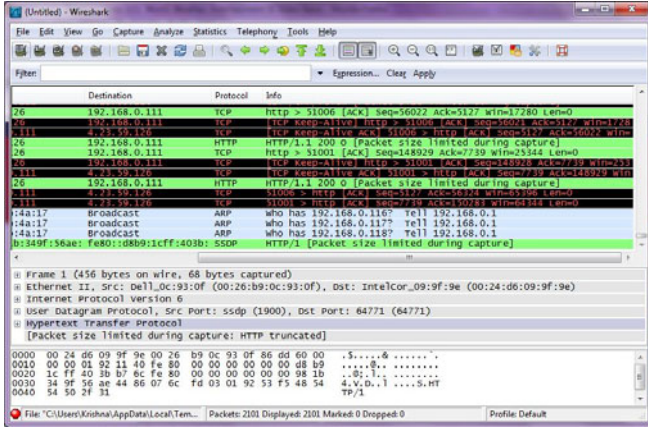 (Untitled) - Wireshark
File Edit View Go Capture Analyze Statistics Telephony Tools Help
Filter: Expression... Clear Apply
Destination Protocol Info
26 192.168.0.111 TCP http > 51006 [ACK] Seq=56022 Ack=5127 Win=17280 Len=0
26 192.168.0.111 TCP [TCP Keep-Alive] http > 51006 [ACK] Seq=56021 Ack=5127 Win=1728
.111 4.23.59.126 TCP [TCP Keep-Alive ACK] 51006 > http [ACK] Seq=5127 Ack=56022 Win=
26 192.168.0.111 HTTP HTTP/1.1 200 O [Packet size limited during capture]
26 192.168.0.111 TCP http > 51001 [ACK] Seq=148929 Ack=7739 Win=25344 Len=0
26 192.168.0.111 TCP [TCP Keep-Alive] http > 51001 [ACK] Seq=148928 Ack=7739 Win=253
.111 4.23.59.126 TCP [TCP Keep-Alive ACK] 51001 > http [ACK] Seq=7739 Ack=148929 Win
26 192.168.0.111 HTTP HTTP/1.1 200 O [Packet size limited during capture]
.111 4.23.59.126 TCP 51006 > http [ACK] Seq=5127 Ack=56324 Win=65396 Len=0
.111 4.23.59.126 TCP 51001 > http [ACK] Seq=7739 Ack=150283 Win=64344 Len=0
:4a:17 Broadcast ARP Who has 192.168.0.116? Tell 192.168.0.1
:4a:17 Broadcast ARP Who has 192.168.0.117? Tell 192.168.0.1
:4a:17 Broadcast ARP Who has 192.168.0.118? Tell 192.168.0.1
b:349f:56ae: fe80::d8b9:1cff:403b: SSDP HTTP/1 [Packet size limited during capture]
Frame 1 (456 bytes on wire, 68 bytes captured)
Ethernet II, Src: Dell_0c:93:0f (00:26:b9:0c:93:0f), Dst: IntelCor_09:9f:9e (00:24:d6:09:9f:9e)
Internet Protocol Version 6
User Datagram Protocol, Src Port: ssdp (1900), Dst Port: 64771 (64771)
Hypertext Transfer Protocol
[Packet size limited during capture: HTTP truncated]
0000 00 24 d6 09 9f 9e 00 26 b9 0c 93 0f 86 dd 60 00 .$.....& ......`.
0010 00 00 01 92 11 40 fe 80 00 00 00 00 00 00 d8 b9 .....@.. ........
0020 1c ff 40 3b b7 6c fe 80 00 00 00 00 00 00 98 1b ..@;.l.. ........
0030 34 9f 56 ae 44 86 07 6c fd 03 01 92 53 f5 48 54 4.V.D..l ....S.HT
0040 54 50 2f 31 TP/1
File: "C:\Users\Krishna\AppData\Local\Tem... Packets: 2101 Displayed: 2101 Marked: 0 Dropped: 0 Profile: Default